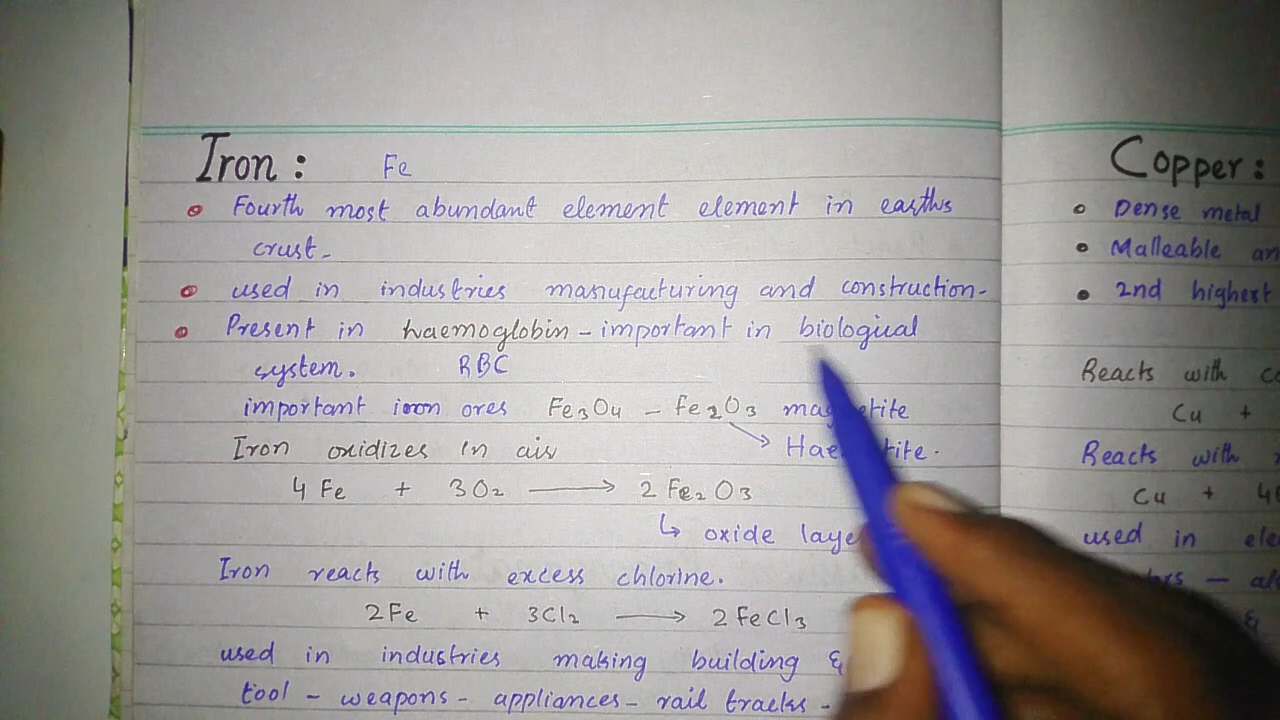 Iron : Fe
• Fourth most abundant element element in earths
crust-
• used in industries manufacturing and construction-
• Present in haemoglobin - important in biological
system. RBC
important iron ores Fe₃O₄ - Fe₂O₃
Iron oxidizes in air
4 Fe + 3O₂ → 2 Fe₂O₃
↳ oxide
Iron reacts with excess chlorine.
2Fe + 3Cl₂ → 2 FeCl₃
used in industries making building &
tool - weapons - appliances - rail tracks -
Copper :
• Dense metal
• Malleable
• 2nd highest
Reacts with
Cu +
Reacts with
Cu +
used in
&